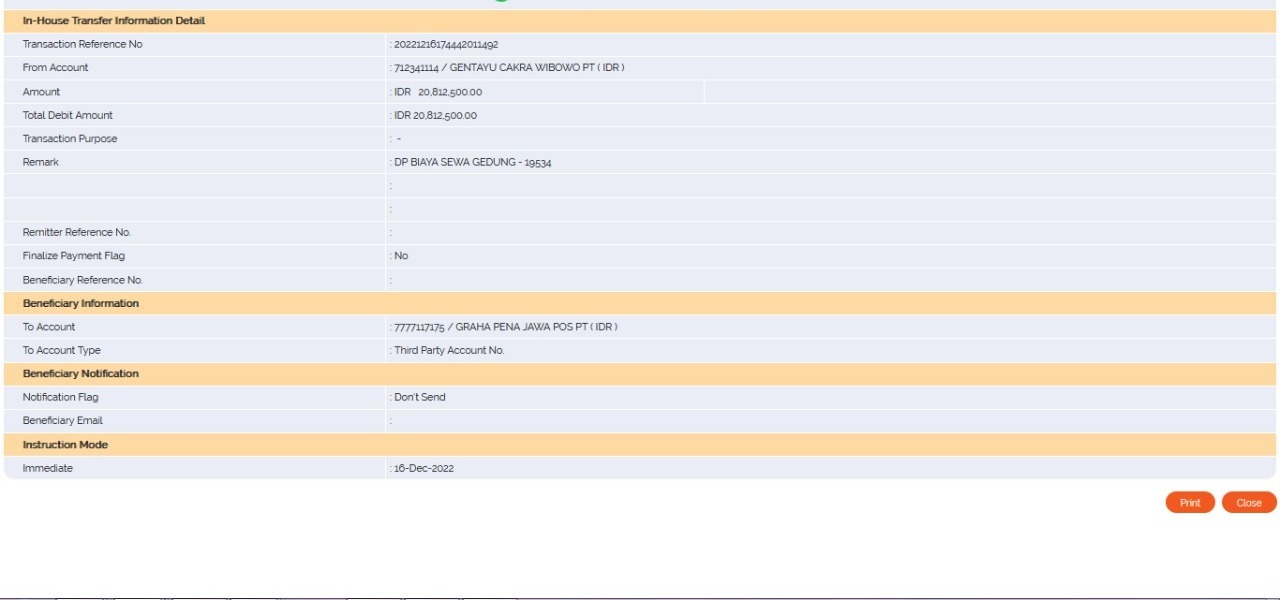 In-House Transfer Information Detail
Transaction Reference No : 20221216174442011492
From Account : 712341114 / GENTAYU CAKRA WIBOWO PT ( IDR )
Amount : IDR 20,812,500.00
Total Debit Amount : IDR 20,812,500.00
Transaction Purpose : -
Remark : DP BIAYA SEWA GEDUNG - 19534
:
:
Remitter Reference No. :
Finalize Payment Flag : No
Beneficiary Reference No. :
Beneficiary Information
To Account : 7777117175 / GRAHA PENA JAWA POS PT ( IDR )
To Account Type : Third Party Account No.
Beneficiary Notification
Notification Flag : Don't Send
Beneficiary Email :
Instruction Mode
Immediate : 16-Dec-2022
Print Close